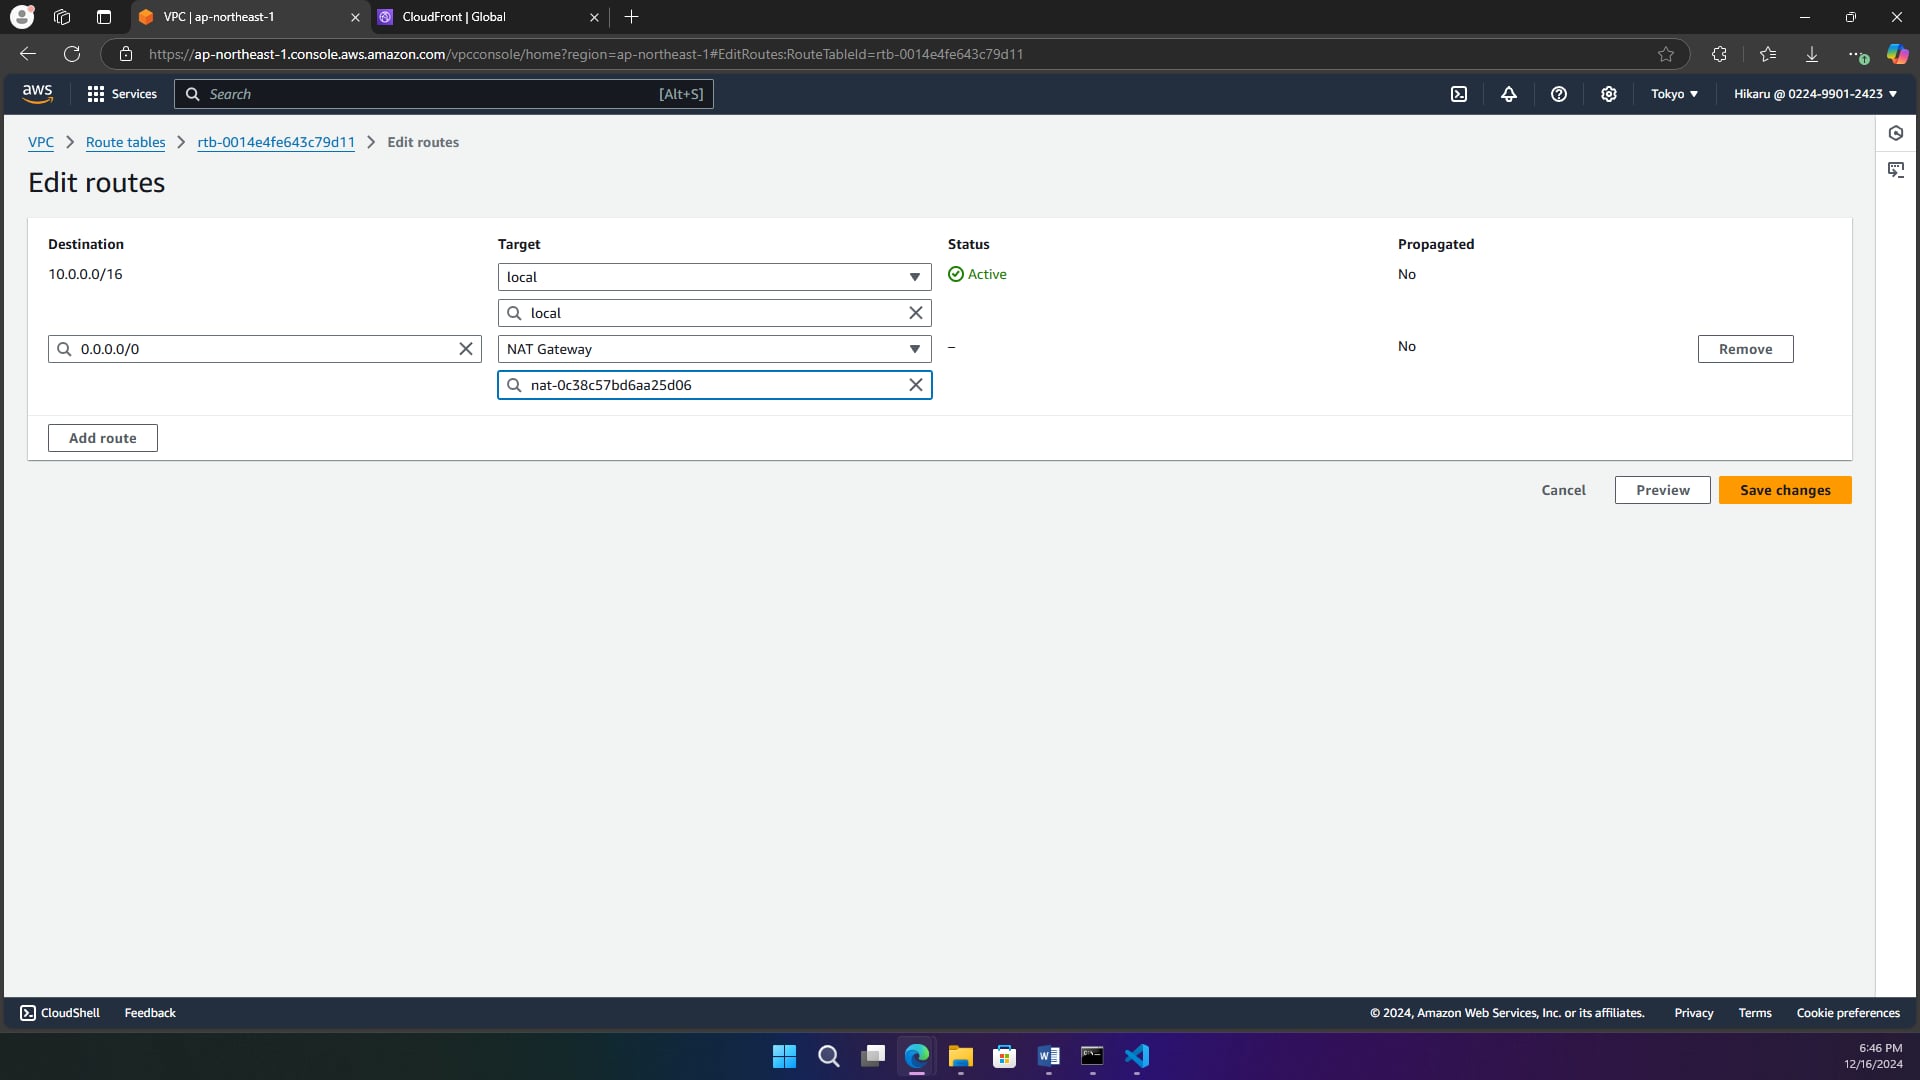 VPC | ap-northeast-1
CloudFront | Global
https://ap-northeast-1.console.aws.amazon.com/vpcconsole/home?region=ap-northeast-1#EditRoutes:RouteTableId=rtb-0014e4fe643c79d11
aws
Services
Search
[Alt+S]
Tokyo
Hikaru @ 0224-9901-2423
VPC
Route tables
rtb-0014e4fe643c79d11
Edit routes
Edit routes
Destination
Target
Status
Propagated
10.0.0.0/16
local
Active
No
local
0.0.0.0/0
NAT Gateway
–
No
Remove
nat-0c38c57bd6aa25d06
Add route
Cancel
Preview
Save changes
CloudShell
Feedback
© 2024, Amazon Web Services, Inc. or its affiliates.
Privacy
Terms
Cookie preferences
6:46 PM
12/16/2024